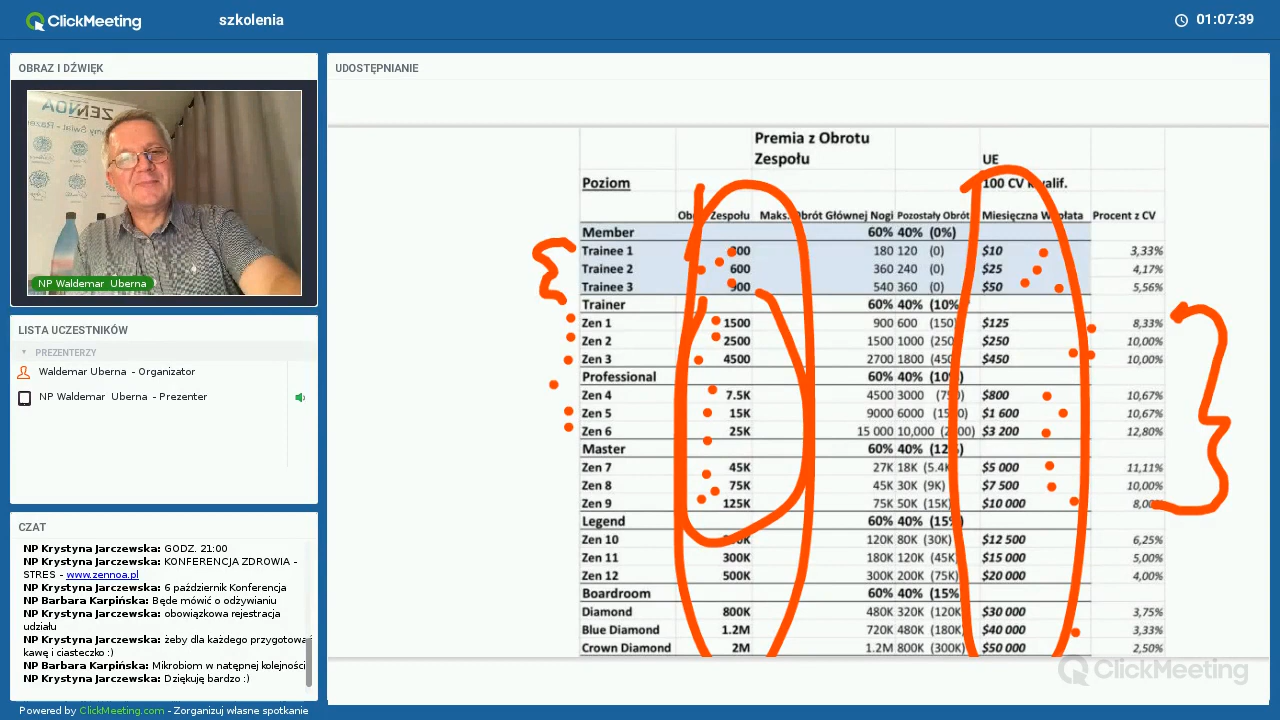 ClickMeeting
szkolenia
01:07:39
OBRAZ I DŹWIĘK
ZENNOA
NP Waldemar Uberna
LISTA UCZESTNIKÓW
PREZENTERZY
Waldemar Uberna - Organizator
NP Waldemar Uberna - Prezenter
CZAT
NP Krystyna Jarczewska: GODZ. 21:00
NP Krystyna Jarczewska: KONFERENCJA ZDROWIA -
STRES - www.zennoa.pl
NP Krystyna Jarczewska: 6 październik Konferencja
NP Barbara Karpińska: Będe mówić o odżywianiu
NP Krystyna Jarczewska: obowiązkowa rejestracja
udziału
NP Krystyna Jarczewska: żeby dla każdego przygotować
kawę i ciasteczko :)
NP Barbara Karpińska: Mikrobiom w natępnej kolejności
NP Krystyna Jarczewska: Dziękuję bardzo :)
Powered by ClickMeeting.com - Zorganizuj własne spotkanie
UDOSTĘPNIANIE
Premia z Obrotu
Zespołu
UE
Poziom 100 CV kwalif.
Zespołu Maks. Obrót Głównej Nogi Pozostały Obrót Miesięczna Wpłata Procent z CV
Member 60% 40% (0%)
Trainee 1 300 180 120 (0) $10 3,33%
Trainee 2 600 360 240 (0) $25 4,17%
Trainee 3 900 540 360 (0) $50 5,56%
Trainer 60% 40% (10%)
Zen 1 1500 900 600 (150) $125 8,33%
Zen 2 2500 1500 1000 (250) $250 10,00%
Zen 3 4500 2700 1800 (450) $450 10,00%
Professional 60% 40% (10%)
Zen 4 7.5K 4500 3000 $800 10,67%
Zen 5 15K 9000 6000 $1 600 10,67%
Zen 6 25K 15 000 10,000 $3 200 12,80%
Master 60% 40% (12%)
Zen 7 45K 27K 18K (5.4K) $5 000 11,11%
Zen 8 75K 45K 30K (9K) $7 500 10,00%
Zen 9 125K 75K 50K (15K) $10 000 8,00%
Legend 60% 40% (15%)
Zen 10 120K 80K (30K) $12 500 6,25%
Zen 11 300K 180K 120K (45K) $15 000 5,00%
Zen 12 500K 300K 200K (75K) $20 000 4,00%
Boardroom 60% 40% (15%)
Diamond 800K 480K 320K (120K) $30 000 3,75%
Blue Diamond 1.2M 720K 480K (180K) $40 000 3,33%
Crown Diamond 2M 1.2M 800K (300K) $50 000 2,50%
ClickMeeting